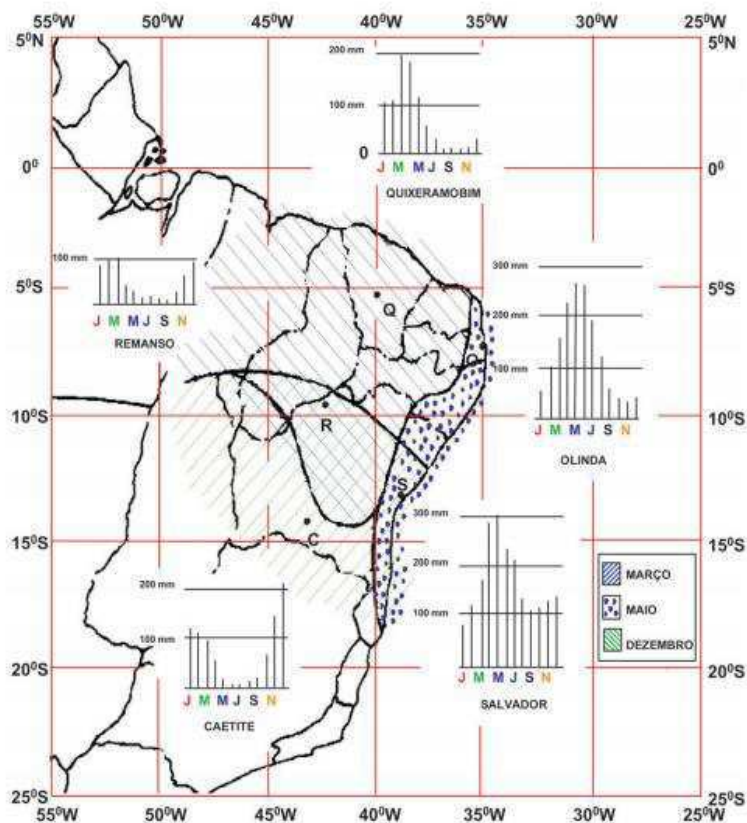 55°W 50°W 45°W 40°W 35°W 30°W 25°W
5°N 5°N
200 mm
100 mm
0
J M M J S N
QUIXERAMOBIM
0° 0°
100 mm
J M M J S N
REMANSO
300 mm
200 mm
100 mm
J M M J S N
OLINDA
5°S 5°S
Q
O
10°S 10°S
R
S
C
15°S 15°S
300 mm
200 mm
100 mm
J M M J S N
SALVADOR
MARÇO
MAIO
DEZEMBRO
200 mm
100 mm
J M M J S N
CAETITE
20°S 20°S
25°S 25°S
55°W 50°W 45°W 40°W 35°W 30°W 25°W